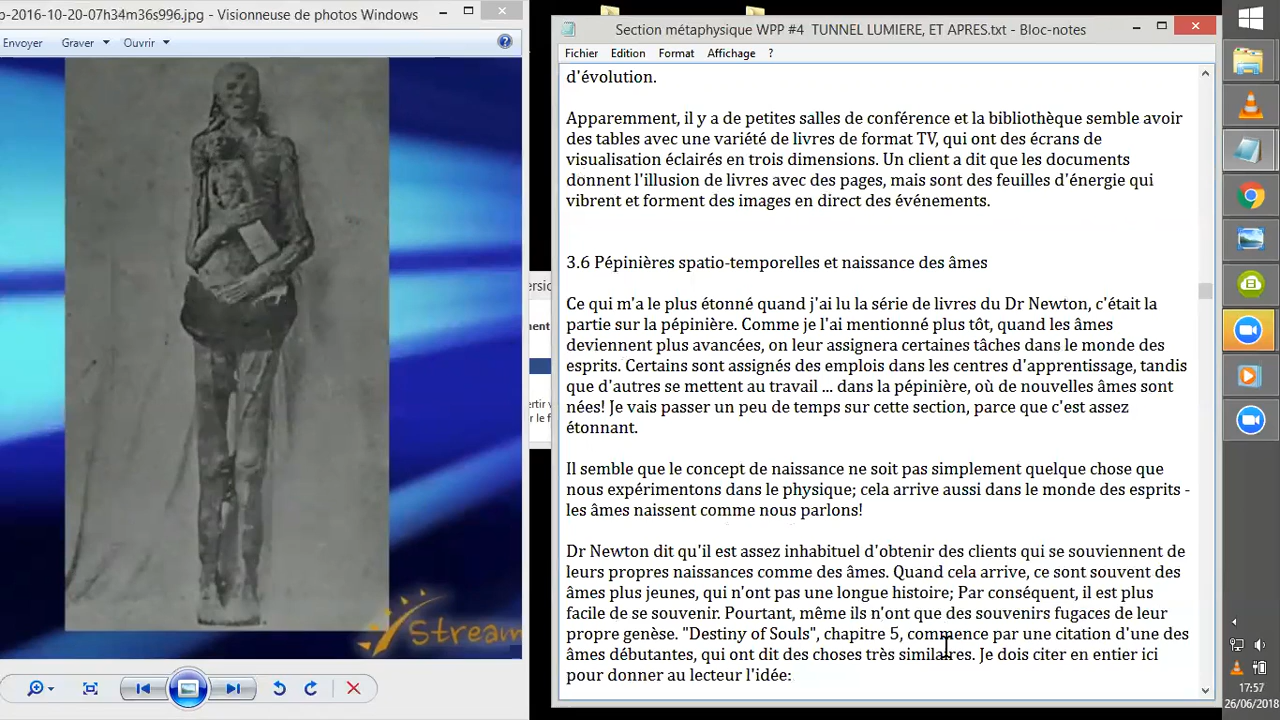 -2016_11_20-07h34m36s996.jpg - Visionneuse de photos Windows
Envoyer Graver Ouvrir
Stream
Section métaphysique WPP #4 TUNNEL LUMIERE, ET APRES.txt - Bloc-notes
Fichier Edition Format Affichage ?
d'évolution.
Apparemment, il y a de petites salles de conférence et la bibliothèque semble avoir
des tables avec une variété de livres de format TV, qui ont des écrans de
visualisation éclairés en trois dimensions. Un client a dit que les documents
donnent l'illusion de livres avec des pages, mais sont des feuilles d'énergie qui
vibrent et forment des images en direct des événements.
3.6 Pépinières spatio-temporelles et naissance des âmes
Ce qui m'a le plus étonné quand j'ai lu la série de livres du Dr Newton, c'était la
partie sur la pépinière. Comme je l'ai mentionné plus tôt, quand les âmes
deviennent plus avancées, on leur assignera certaines tâches dans le monde des
esprits. Certains sont assignés des emplois dans les centres d'apprentissage, tandis
que d'autres se mettent au travail ... dans la pépinière, où de nouvelles âmes sont
nées! Je vais passer un peu de temps sur cette section, parce que c'est assez
étonnant.
Il semble que le concept de naissance ne soit pas simplement quelque chose que
nous expérimentons dans le physique; cela arrive aussi dans le monde des esprits -
les âmes naissent comme nous parlons!
Dr Newton dit qu'il est assez inhabituel d'obtenir des clients qui se souviennent de
leurs propres naissances comme des âmes. Quand cela arrive, ce sont souvent des
âmes plus jeunes, qui n'ont pas une longue histoire; Par conséquent, il est plus
facile de se souvenir. Pourtant, même ils n'ont que des souvenirs fugaces de leur
propre genèse. "Destiny of Souls", chapitre 5, commence par une citation d'une des
âmes débutantes, qui ont dit des choses très similaires. Je dois citer en entier ici
pour donner au lecteur l'idée:
17:57
26/06/2018